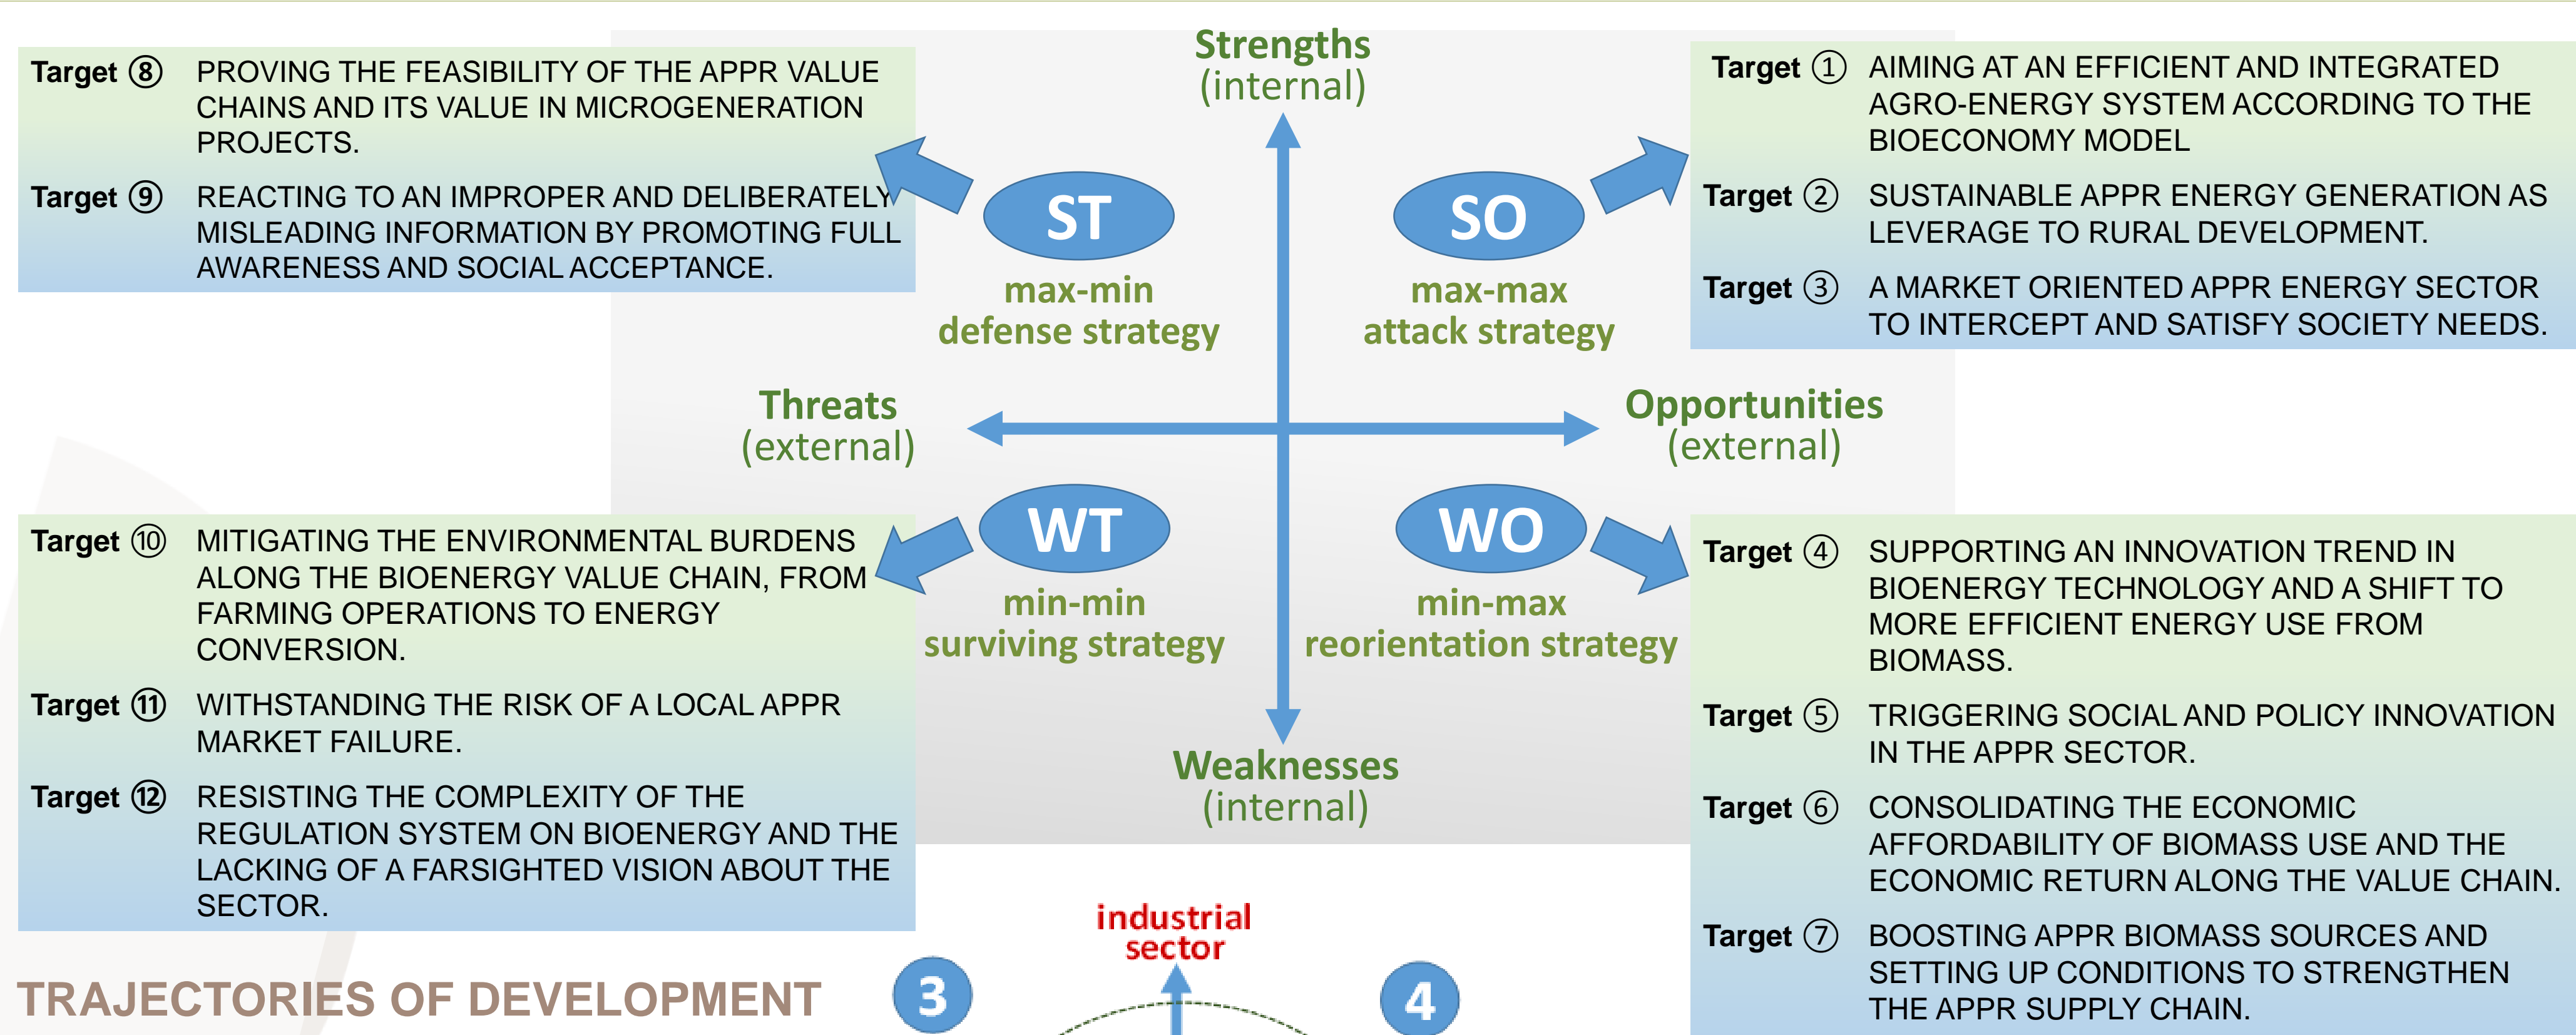 Strengths
(internal)
Target ⑧ PROVING THE FEASIBILITY OF THE APPR VALUE
CHAINS AND ITS VALUE IN MICROGENERATION
PROJECTS.
Target ⑨ REACTING TO AN IMPROPER AND DELIBERATELY
MISLEADING INFORMATION BY PROMOTING FULL
AWARENESS AND SOCIAL ACCEPTANCE.
ST
max-min
defense strategy
SO
max-max
attack strategy
Target ① AIMING AT AN EFFICIENT AND INTEGRATED
AGRO-ENERGY SYSTEM ACCORDING TO THE
BIOECONOMY MODEL
Target ② SUSTAINABLE APPR ENERGY GENERATION AS
LEVERAGE TO RURAL DEVELOPMENT.
Target ③ A MARKET ORIENTED APPR ENERGY SECTOR
TO INTERCEPT AND SATISFY SOCIETY NEEDS.
Threats
(external)
Opportunities
(external)
Target ⑩ MITIGATING THE ENVIRONMENTAL BURDENS
ALONG THE BIOENERGY VALUE CHAIN, FROM
FARMING OPERATIONS TO ENERGY
CONVERSION.
Target ⑪ WITHSTANDING THE RISK OF A LOCAL APPR
MARKET FAILURE.
Target ⑫ RESISTING THE COMPLEXITY OF THE
REGULATION SYSTEM ON BIOENERGY AND THE
LACKING OF A FARSIGHTED VISION ABOUT THE
SECTOR.
WT
min-min
surviving strategy
WO
min-max
reorientation strategy
Target ④ SUPPORTING AN INNOVATION TREND IN
BIOENERGY TECHNOLOGY AND A SHIFT TO
MORE EFFICIENT ENERGY USE FROM
BIOMASS.
Target ⑤ TRIGGERING SOCIAL AND POLICY INNOVATION
IN THE APPR SECTOR.
Target ⑥ CONSOLIDATING THE ECONOMIC
AFFORDABILITY OF BIOMASS USE AND THE
ECONOMIC RETURN ALONG THE VALUE CHAIN.
Target ⑦ BOOSTING APPR BIOMASS SOURCES AND
SETTING UP CONDITIONS TO STRENGTHEN
THE APPR SUPPLY CHAIN.
Weaknesses
(internal)
industrial
sector
TRAJECTORIES OF DEVELOPMENT
3
4